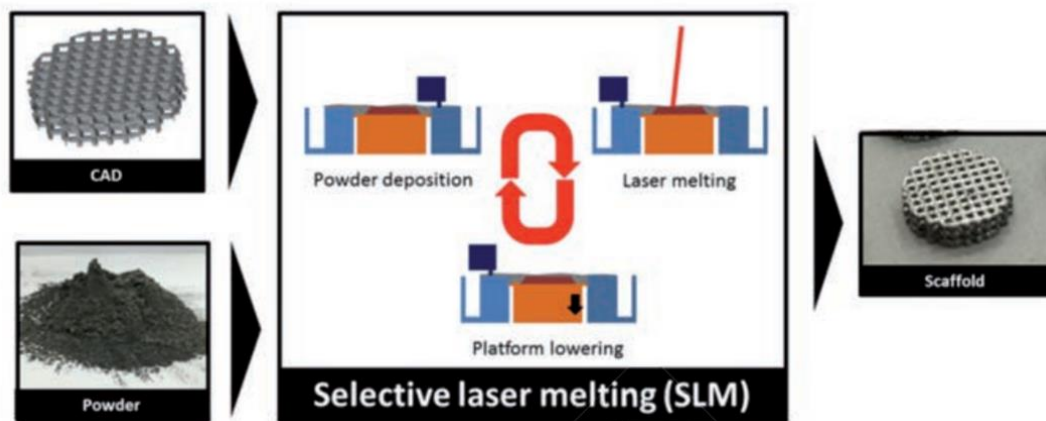 CAD
Powder deposition
Laser melting
Scaffold
Platform lowering
Powder
Selective laser melting (SLM)